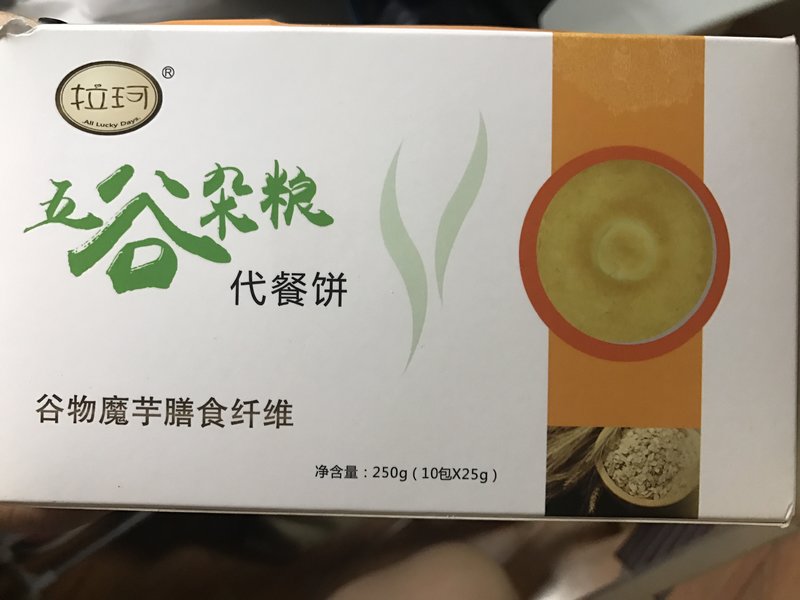 拉珂®
All Lucky Days
五谷杂粮
代餐饼
谷物魔芋膳食纤维
净含量：250g（10包X25g）